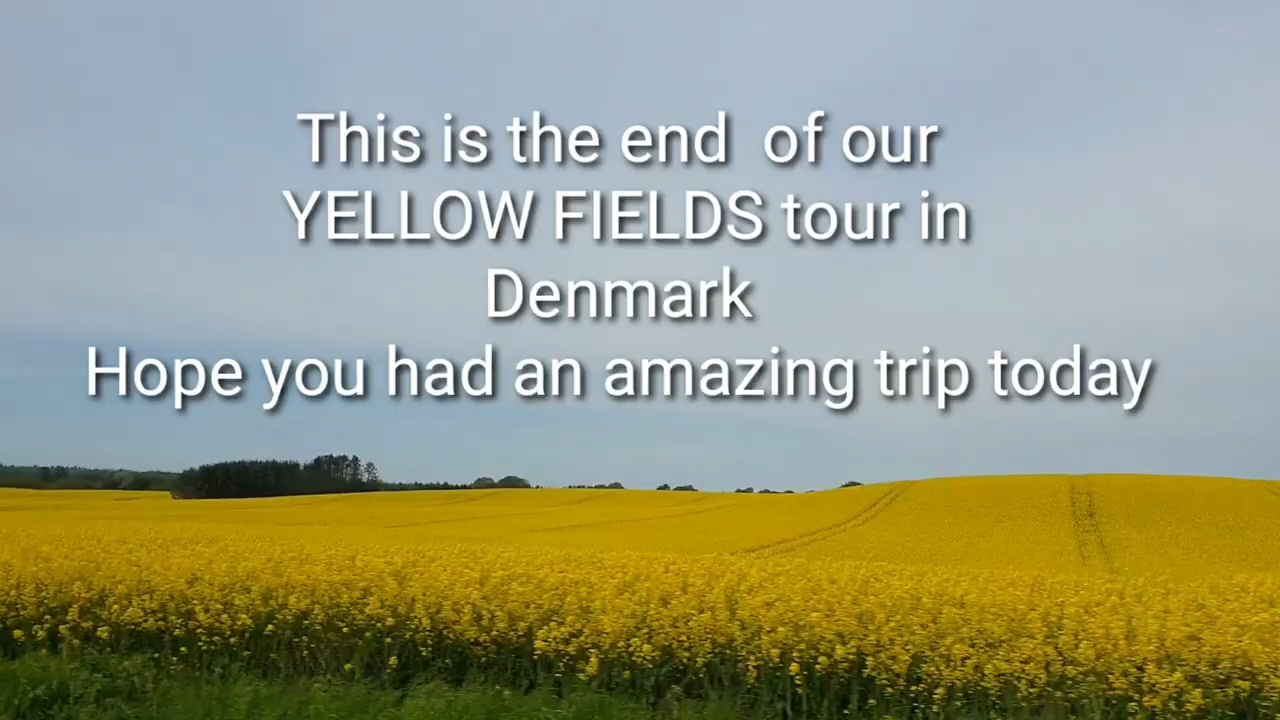 This is the end of our
YELLOW FIELDS tour in
Denmark
Hope you had an amazing trip today